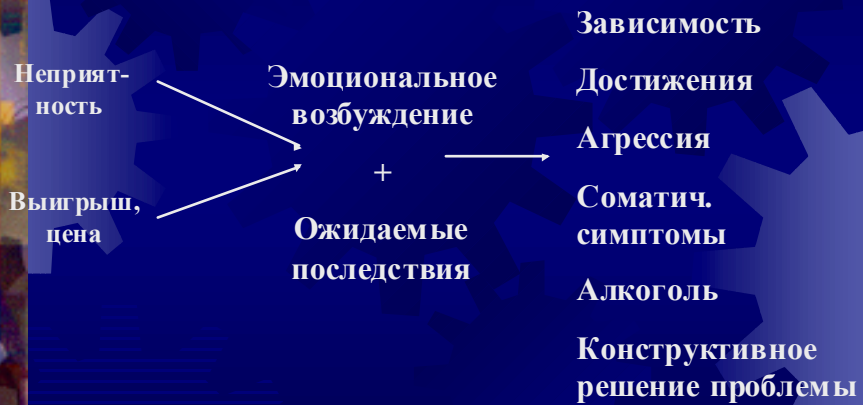 Неприят-
ность
Выигрыш,
цена
Эмоциональное
возбуждение
+
Ожидаемые
последствия
Зависимость
Достижения
Агрессия
Соматич.
симптомы
Алкоголь
Конструктивное
решение проблемы